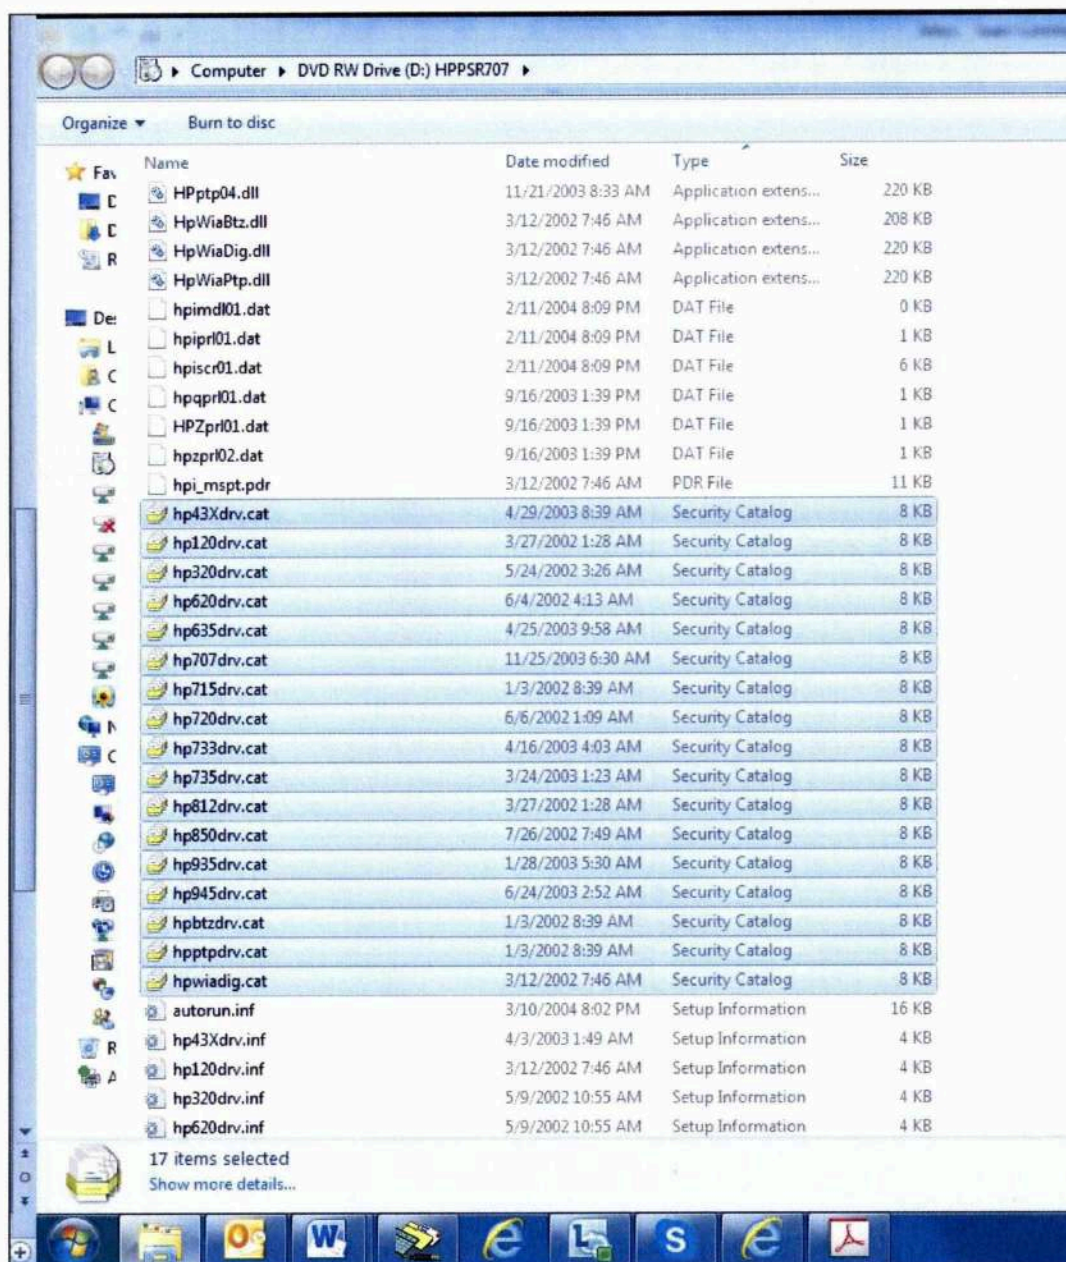 Computer DVD RW Drive (D:) HPPSR707
Organize Burn to disc
Name Date modified Type Size
Fav
D
D
R
Des
L
C
C
N
C
R
A
HPptp04.dll 11/21/2003 8:33 AM Application extens... 220 KB
HpWiaBtz.dll 3/12/2002 7:46 AM Application extens... 208 KB
HpWiaDig.dll 3/12/2002 7:46 AM Application extens... 220 KB
HpWiaPtp.dll 3/12/2002 7:46 AM Application extens... 220 KB
hpimdl01.dat 2/11/2004 8:09 PM DAT File 0 KB
hpiprl01.dat 2/11/2004 8:09 PM DAT File 1 KB
hpiscr01.dat 2/11/2004 8:09 PM DAT File 6 KB
hpqprl01.dat 9/16/2003 1:39 PM DAT File 1 KB
HPZprl01.dat 9/16/2003 1:39 PM DAT File 1 KB
hpzprl02.dat 9/16/2003 1:39 PM DAT File 1 KB
hpi_mspt.pdr 3/12/2002 7:46 AM PDR File 11 KB
hp43Xdrv.cat 4/29/2003 8:39 AM Security Catalog 8 KB
hp120drv.cat 3/27/2002 1:28 AM Security Catalog 8 KB
hp320drv.cat 5/24/2002 3:26 AM Security Catalog 8 KB
hp620drv.cat 6/4/2002 4:13 AM Security Catalog 8 KB
hp635drv.cat 4/25/2003 9:58 AM Security Catalog 8 KB
hp707drv.cat 11/25/2003 6:30 AM Security Catalog 8 KB
hp715drv.cat 1/3/2002 8:39 AM Security Catalog 8 KB
hp720drv.cat 6/6/2002 1:09 AM Security Catalog 8 KB
hp733drv.cat 4/16/2003 4:03 AM Security Catalog 8 KB
hp735drv.cat 3/24/2003 1:23 AM Security Catalog 8 KB
hp812drv.cat 3/27/2002 1:28 AM Security Catalog 8 KB
hp850drv.cat 7/26/2002 7:49 AM Security Catalog 8 KB
hp935drv.cat 1/28/2003 5:30 AM Security Catalog 8 KB
hp945drv.cat 6/24/2003 2:52 AM Security Catalog 8 KB
hpbtzdrv.cat 1/3/2002 8:39 AM Security Catalog 8 KB
hpptpdrv.cat 1/3/2002 8:39 AM Security Catalog 8 KB
hpwiadig.cat 3/12/2002 7:46 AM Security Catalog 8 KB
autorun.inf 3/10/2004 8:02 PM Setup Information 16 KB
hp43Xdrv.inf 4/3/2003 1:49 AM Setup Information 4 KB
hp120drv.inf 3/12/2002 7:46 AM Setup Information 4 KB
hp320drv.inf 5/9/2002 10:55 AM Setup Information 4 KB
hp620drv.inf 5/9/2002 10:55 AM Setup Information 4 KB
17 items selected
Show more details...